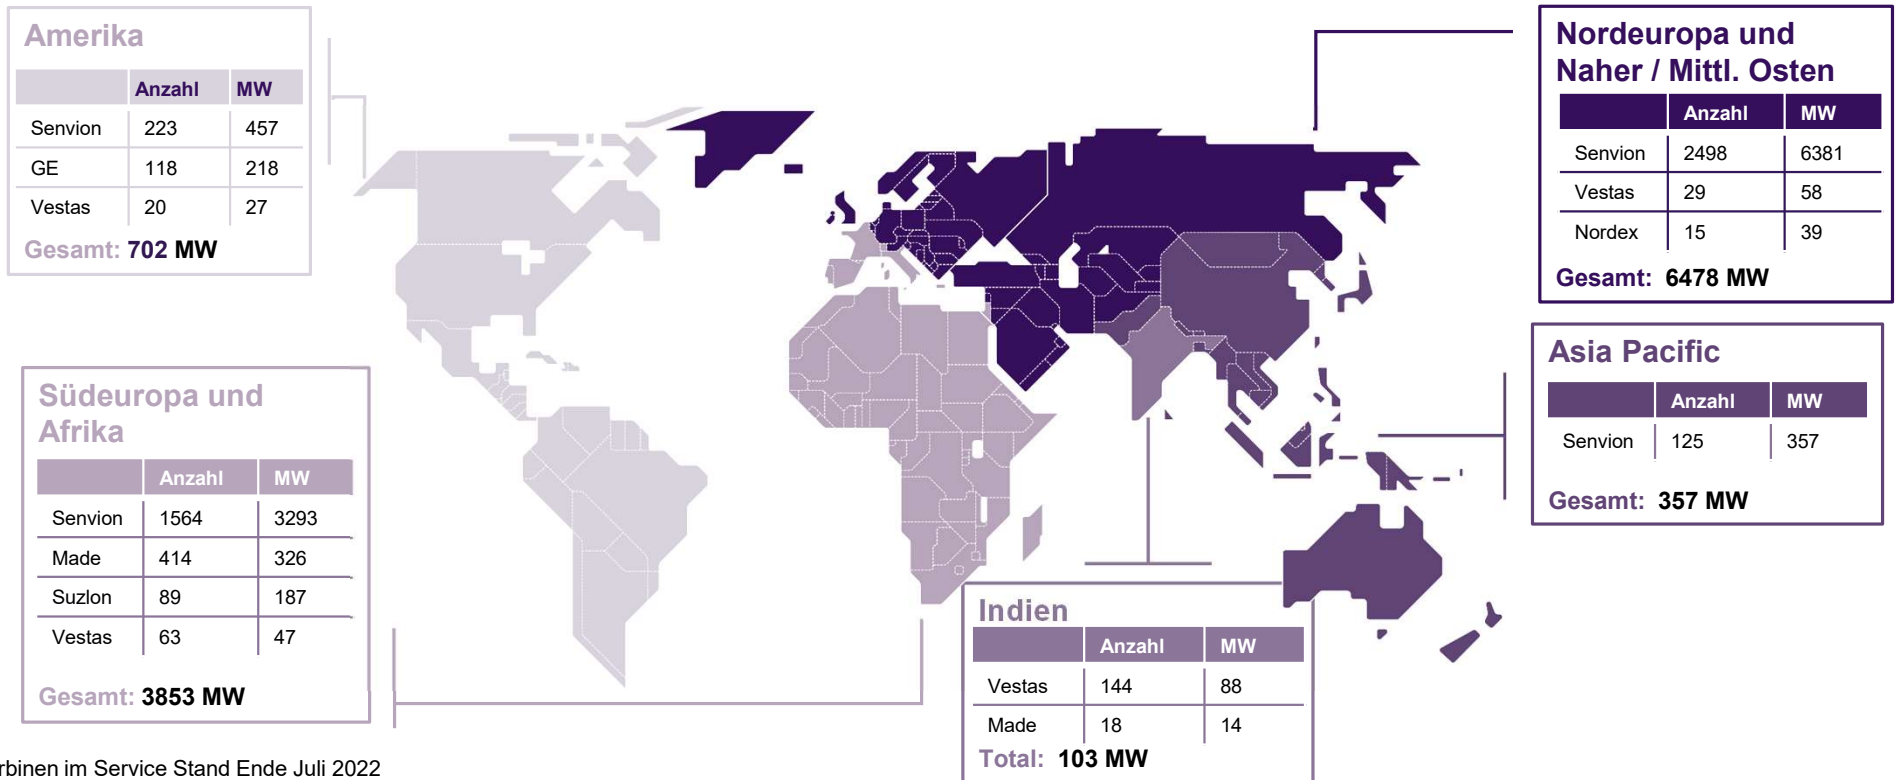 Amerika
Anzahl MW
Senvion 223 457
GE 118 218
Vestas 20 27
Gesamt: 702 MW
Südeuropa und
Afrika
Anzahl MW
Senvion 1564 3293
Made 414 326
Suzlon 89 187
Vestas 63 47
Gesamt: 3853 MW
Nordeuropa und
Naher / Mittl. Osten
Anzahl MW
Senvion 2498 6381
Vestas 29 58
Nordex 15 39
Gesamt: 6478 MW
Asia Pacific
Anzahl MW
Senvion 125 357
Gesamt: 357 MW
Indien
Anzahl MW
Vestas 144 88
Made 18 14
Total: 103 MW
rbinen im Service Stand Ende Juli 2022